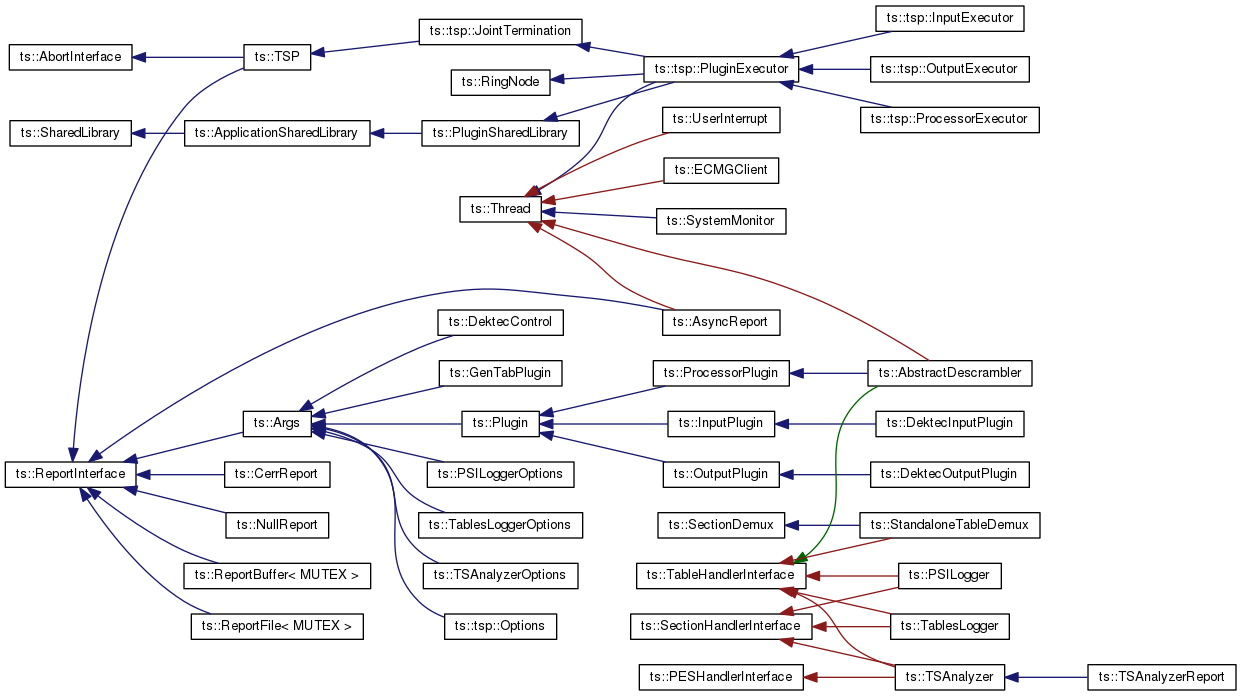 ts::tsp::InputExecutor
ts::tsp::JointTermination
ts::AbortInterface
ts::TSP
ts::tsp::PluginExecutor
ts::tsp::OutputExecutor
ts::RingNode
ts::tsp::ProcessorExecutor
ts::UserInterrupt
ts::SharedLibrary
ts::ApplicationSharedLibrary
ts::PluginSharedLibrary
ts::ECMGClient
ts::Thread
ts::SystemMonitor
ts::DektecControl
ts::AsyncReport
ts::GenTabPlugin
ts::ProcessorPlugin
ts::AbstractDescrambler
ts::Args
ts::Plugin
ts::InputPlugin
ts::DektecInputPlugin
ts::ReportInterface
ts::CerrReport
ts::PSILoggerOptions
ts::OutputPlugin
ts::DektecOutputPlugin
ts::NullReport
ts::TablesLoggerOptions
ts::SectionDemux
ts::StandaloneTableDemux
ts::ReportBuffer< MUTEX >
ts::TSAnalyzerOptions
ts::TableHandlerInterface
ts::PSILogger
ts::ReportFile< MUTEX >
ts::tsp::Options
ts::SectionHandlerInterface
ts::TablesLogger
ts::PESHandlerInterface
ts::TSAnalyzer
ts::TSAnalyzerReport